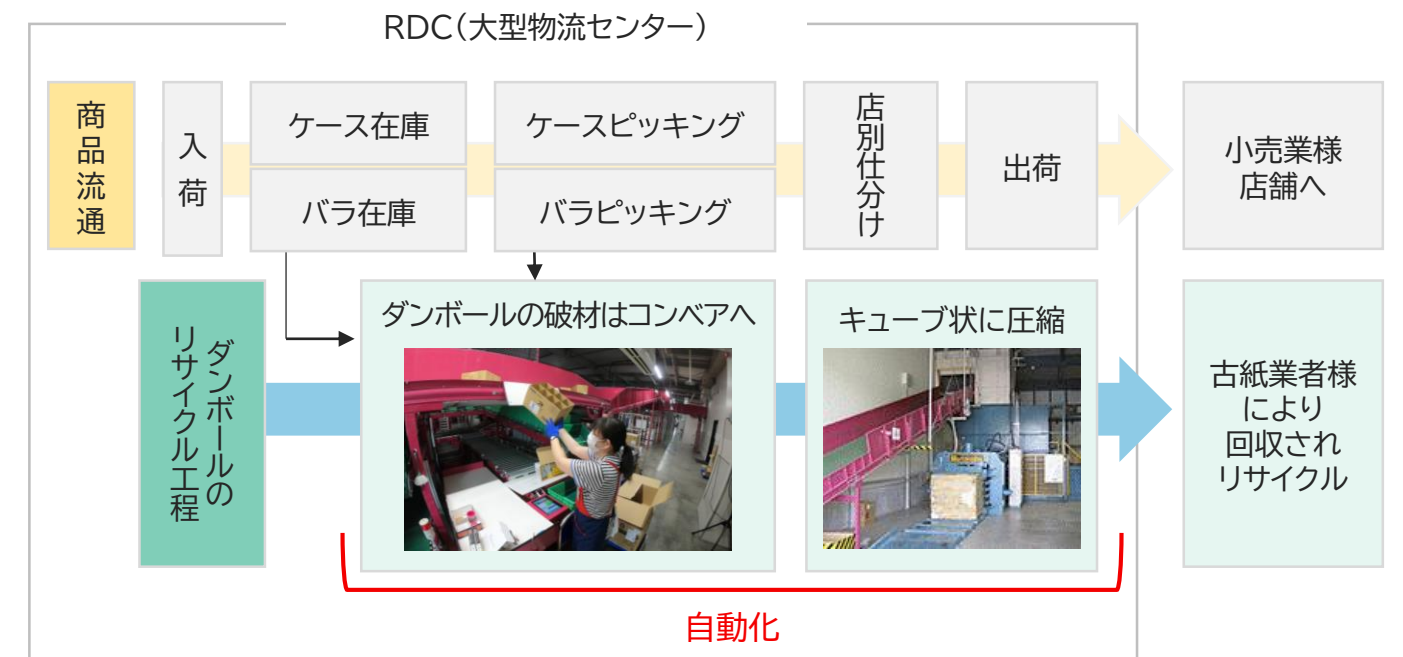 RDC(大型物流センター)
商品流通
入荷
ケース在庫
バラ在庫
ケースピッキング
バラピッキング
店別仕分け
出荷
小売業様
店舗へ
ダンボールの
リサイクル工程
ダンボールの破材はコンベアへ
キューブ状に圧縮
古紙業者様
により
回収され
リサイクル
自動化